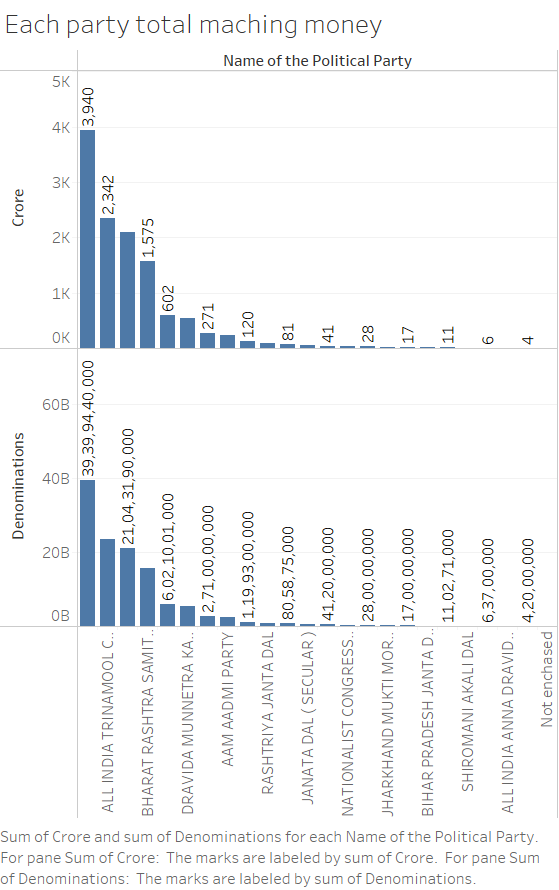 Each party total maching money
Name of the Political Party
Crore
5K
4K
3K
2K
1K
0K
3,940
2,342
1,575
602
271
120
81
41
28
17
11
6
4
Denominations
60B
40B
20B
0B
39,39,94,40,000
21,04,31,90,000
6,02,10,01,000
2,71,00,00,000
1,19,93,00,000
80,58,75,000
41,20,00,000
28,00,00,000
17,00,00,000
11,02,71,000
6,37,00,000
4,20,00,000
ALL INDIA TRINAMOOL C..
BHARAT RASHTRA SAMIT..
DRAVIDA MUNNETRA KA..
AAM AADMI PARTY
RASHTRIYA JANTA DAL
JANATA DAL ( SECULAR )
NATIONALIST CONGRESS..
JHARKHAND MUKTI MOR..
BIHAR PRADESH JANTA D..
SHIROMANI AKALI DAL
ALL INDIA ANNA DRAVID..
Not enchased
Sum of Crore and sum of Denominations for each Name of the Political Party.
For pane Sum of Crore:  The marks are labeled by sum of Crore.  For pane Sum
of Denominations:  The marks are labeled by sum of Denominations.